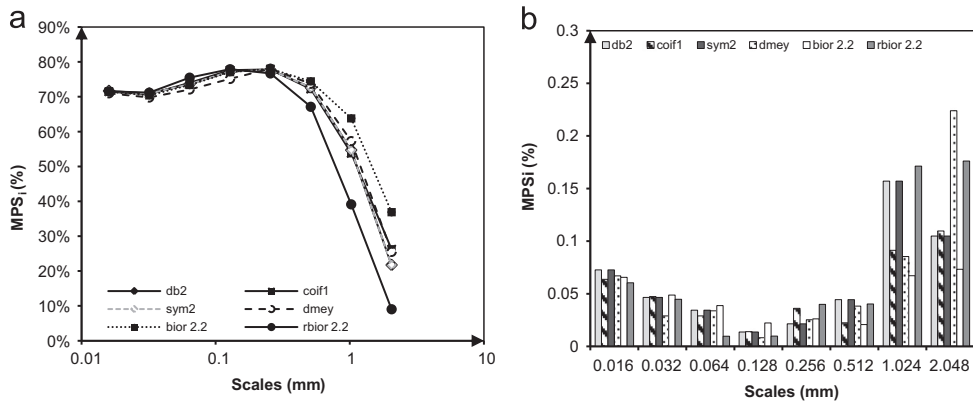 a
90%
80%
70%
60%
50%
40%
30%
20%
10%
0%
MPSi (%)
0.01 0.1 1 10
Scales (mm)
db2 coif1
sym2 dmey
bior 2.2 rbior 2.2
b
0.3
0.25
0.2
0.15
0.1
0.05
0
MPSi (%)
db2 coif1 sym2 dmey bior 2.2 rbior 2.2
0.016 0.032 0.064 0.128 0.256 0.512 1.024 2.048
Scales (mm)